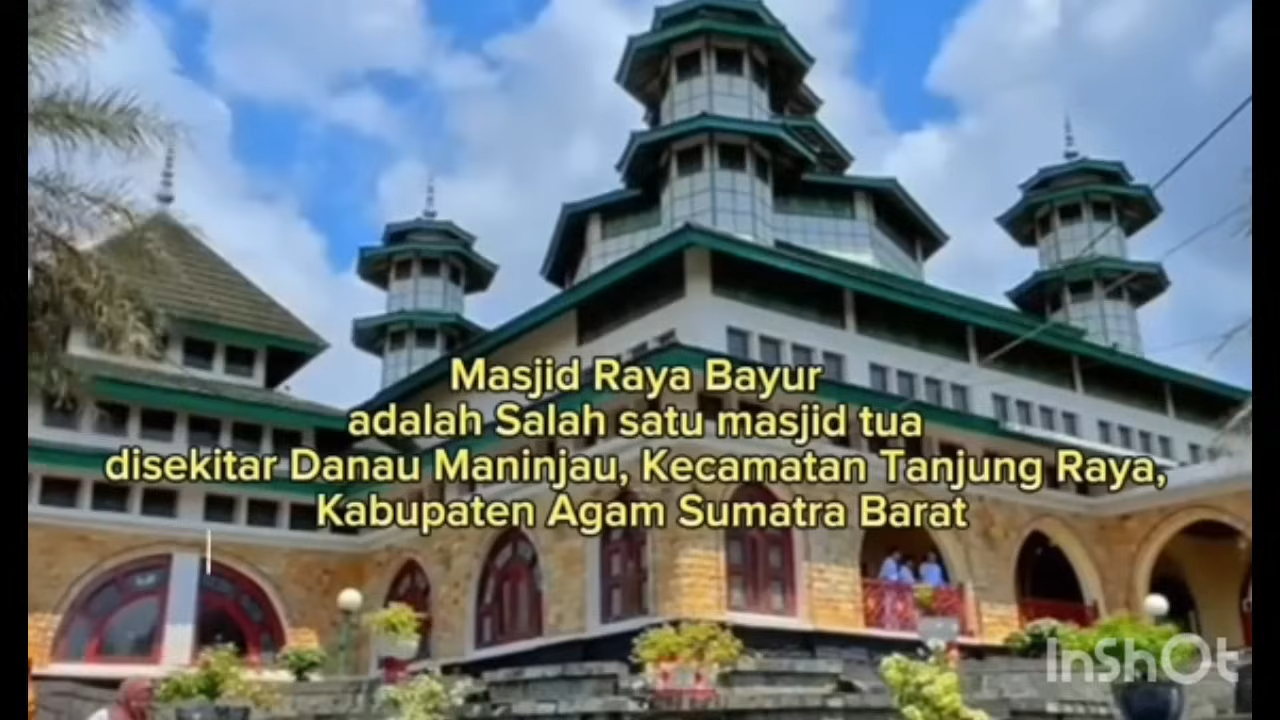 Masjid Raya Bayur
adalah Salah satu masjid tua
disekitar Danau Maninjau, Kecamatan Tanjung Raya,
Kabupaten Agam Sumatra Barat
InShOt